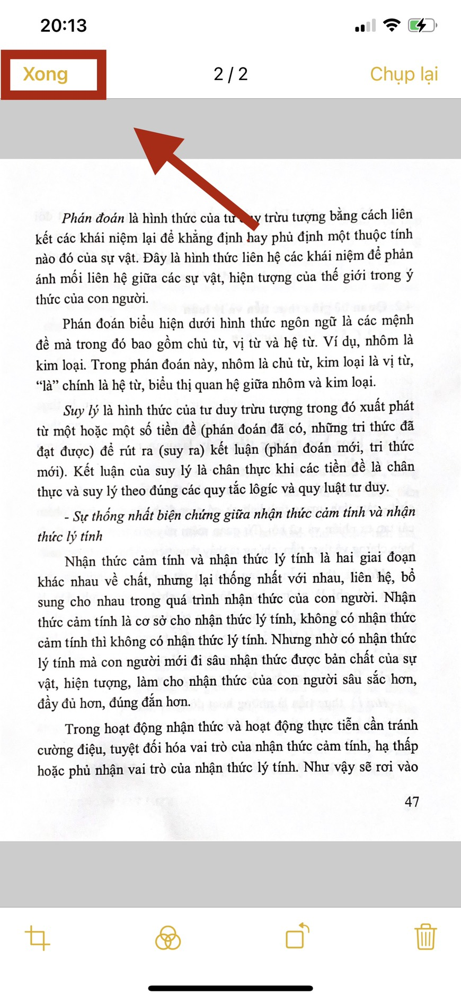 20:13
Xong
2 / 2
Chụp lại
Phán đoán là hình thức của tư trừu tượng bằng cách liên
kết các khái niệm lại để khẳng định hay phủ định một thuộc tính
nào đó của sự vật. Đây là hình thức liên hệ các khái niệm để phản
ánh mối liên hệ giữa các sự vật, hiện tượng của thế giới trong ý
thức của con người.
Phán đoán biểu hiện dưới hình thức ngôn ngữ là các mệnh
đề mà trong đó bao gồm chủ từ, vị từ và hệ từ. Ví dụ, nhôm là
kim loại. Trong phán đoán này, nhôm là chủ từ, kim loại là vị từ,
“là” chính là hệ từ, biểu thị quan hệ giữa nhôm và kim loại.
Suy lý là hình thức của tư duy trừu tượng trong đó xuất phát
từ một hoặc một số tiền đề (phán đoán đã có, những tri thức đã
đạt được) để rút ra (suy ra) kết luận (phán đoán mới, tri thức
mới). Kết luận của suy lý là chân thực khi các tiền đề là chân
thực và suy lý theo đúng các quy tắc lôgíc và quy luật tư duy.
- Sự thống nhất biện chứng giữa nhận thức cảm tính và nhận
thức lý tính
Nhận thức cảm tính và nhận thức lý tính là hai giai đoạn
khác nhau về chất, nhưng lại thống nhất với nhau, liên hệ, bổ
sung cho nhau trong quá trình nhận thức của con người. Nhận
thức cảm tính là cơ sở cho nhận thức lý tính, không có nhận thức
cảm tính thì không có nhận thức lý tính. Nhưng nhờ có nhận thức
lý tính mà con người mới đi sâu nhận thức được bản chất của sự
vật, hiện tượng, làm cho nhận thức của con người sâu sắc hơn,
đầy đủ hơn, đúng đắn hơn.
Trong hoạt động nhận thức và hoạt động thực tiễn cần tránh
cường điệu, tuyệt đối hóa vai trò của nhận thức cảm tính, hạ thấp
hoặc phủ nhận vai trò của nhận thức lý tính. Như vậy sẽ rơi vào
47